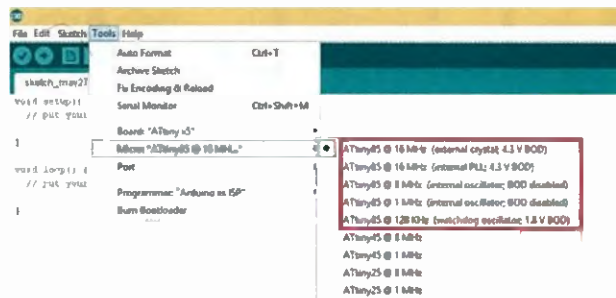 File Edit Sketch Tools Help
Auto Format Ctrl+T
Archive Sketch
Fix Encoding & Reload
Serial Monitor Ctrl+Shift+M
Board: "ATtiny x5"
Micro: "ATtiny85 @ 16 MHz..."
Port
Programmer: "Arduino as ISP"
Burn Bootloader
sketch_may2
void setup()
// put your
}
void loop() {
// put your
}
ATtiny85 @ 16 MHz (external crystal; 4.3 V BOD)
ATtiny85 @ 16 MHz (internal PLL; 4.3 V BOD)
ATtiny85 @ 8 MHz (internal oscillator; BOD disabled)
ATtiny85 @ 1 MHz (internal oscillator; BOD disabled)
ATtiny85 @ 128 KHz (watchdog oscillator; 1.8 V BOD)
ATtiny45 @ 8 MHz
ATtiny45 @ 1 MHz
ATtiny25 @ 8 MHz
ATtiny25 @ 1 MHz